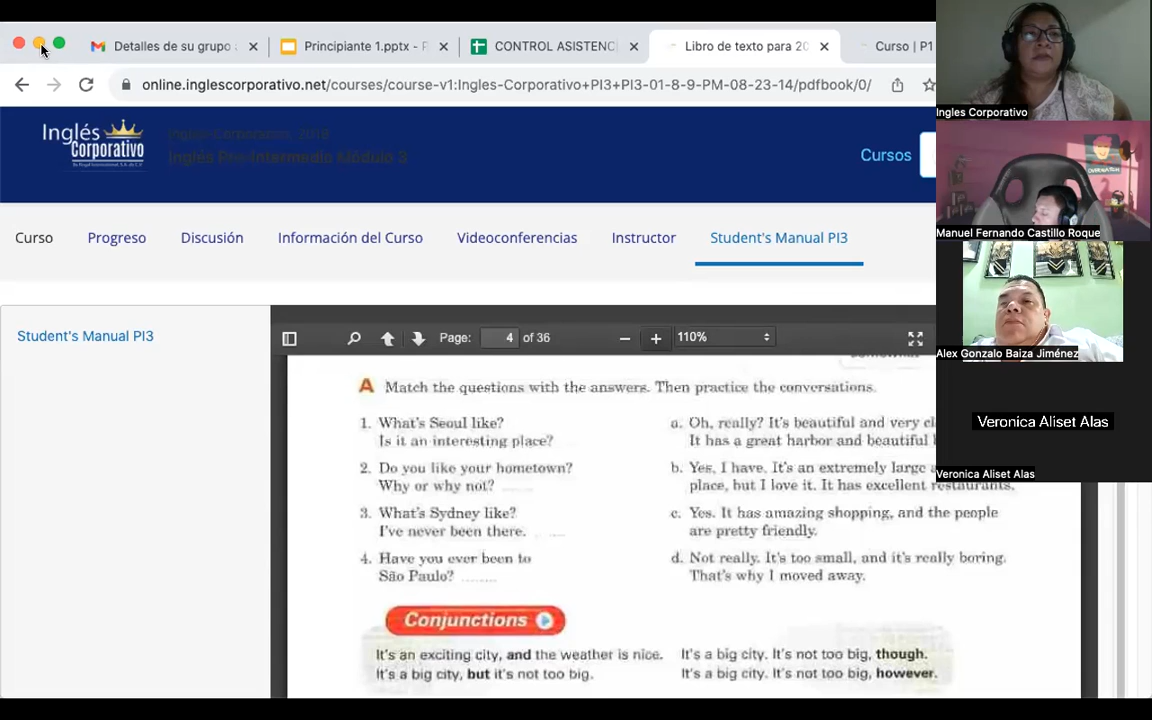 Detalles de su grupo
Principiante 1.pptx - P
CONTROL ASISTENC
Libro de texto para 20
Curso | P1
online.inglescorporativo.net/courses/course-v1:Ingles-Corporativo+PI3+PI3-01-8-9-PM-08-23-14/pdfbook/0/
Inglés
Corporativo
Ingles-Corporativo, 2018
Inglés Pre-Intermedio Módulo 3
Cursos
Curso
Progreso
Discusión
Información del Curso
Videoconferencias
Instructor
Student's Manual PI3
Student's Manual PI3
Page: 4 of 36
110%
A Match the questions with the answers. Then practice the conversations.
1. What's Seoul like?
Is it an interesting place?
2. Do you like your hometown?
Why or why not?
3. What's Sydney like?
I've never been there.
4. Have you ever been to
São Paulo?
a. Oh, really? It's beautiful and very
It has a great harbor and beautiful
b. Yes, I have. It's an extremely large
place, but I love it. It has excellent restaurants.
c. Yes. It has amazing shopping, and the people
are pretty friendly.
d. Not really. It's too small, and it's really boring.
That's why I moved away.
Conjunctions
It's an exciting city, and the weather is nice.
It's a big city, but it's not too big.
It's a big city. It's not too big, though.
It's a big city. It's not too big, however.
Ingles Corporativo
Manuel Fernando Castillo Roque
Alex Gonzalo Baiza Jiménez
Veronica Aliset Alas
Veronica Aliset Alas